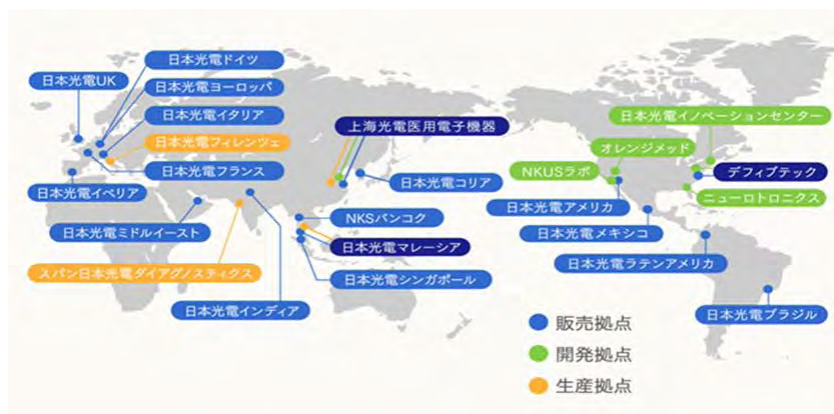 日本光電ドイツ
日本光電UK
日本光電ヨーロッパ
日本光電イタリア
日本光電フィレンツェ
日本光電フランス
日本光電イベリア
日本光電ミドルイースト
スパン日本光電ダイアグノスティクス
日本光電インディア
上海光電医用電子機器
日本光電コリア
NKSバンコク
日本光電マレーシア
日本光電シンガポール
日本光電イノベーションセンター
オレンジメッド
NKUSラボ
デフィブテック
ニューロトロニクス
日本光電アメリカ
日本光電メキシコ
日本光電ラテンアメリカ
日本光電ブラジル
販売拠点
開発拠点
生産拠点